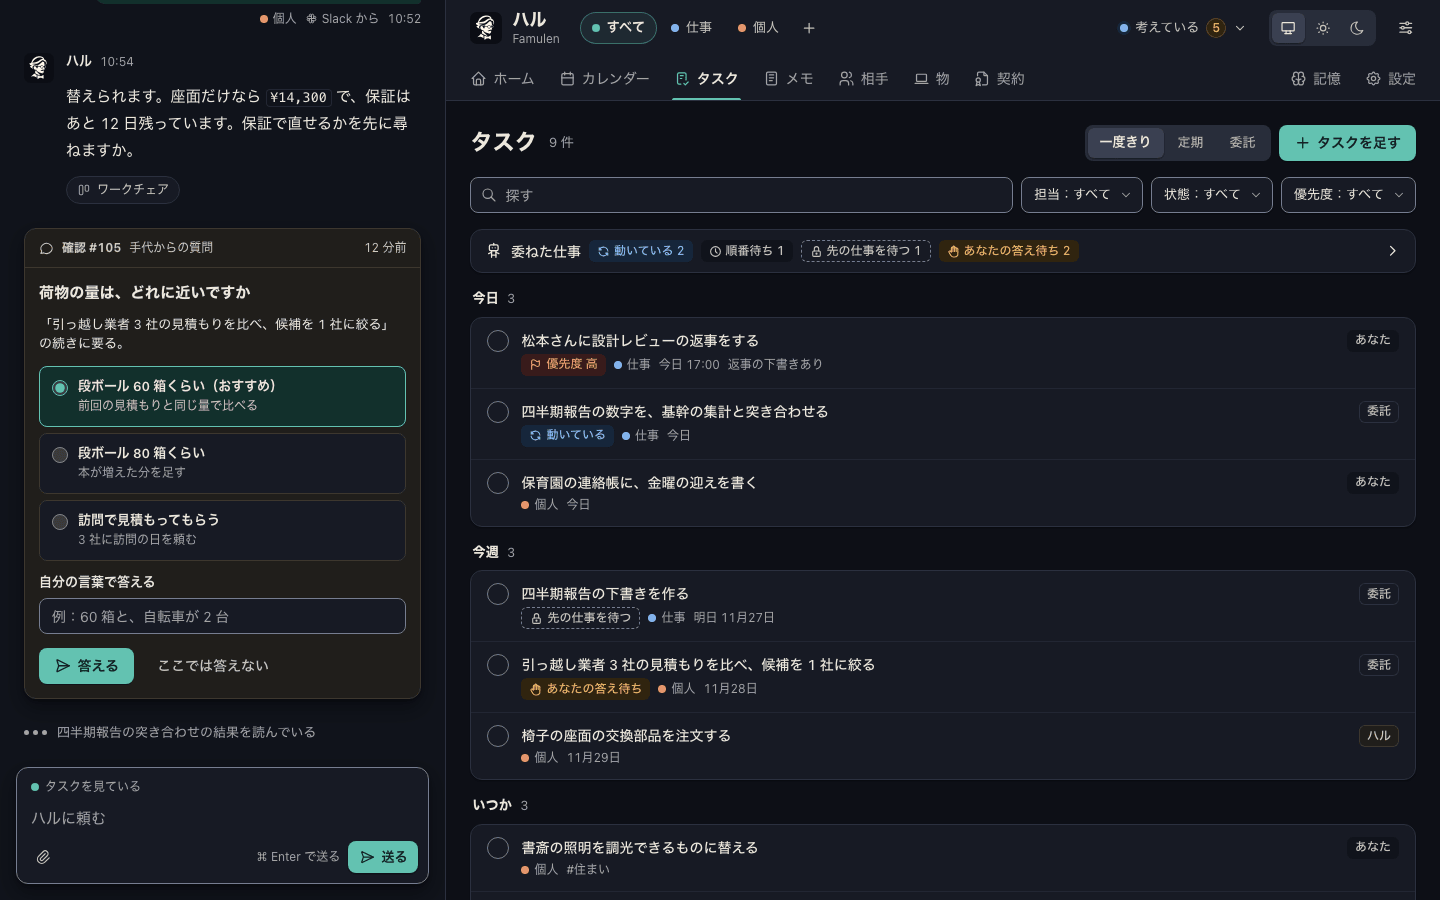 個人 Slack から 10:52
ハル 10:54
替えられます。座面だけなら ¥14,300 で、保証は
あと 12 日残っています。保証で直せるかを先に尋
ねますか。
ワークチェア
確認 #105 手代からの質問 12 分前
荷物の量は、どれに近いですか
「引っ越し業者 3 社の見積もりを比べ、候補を 1 社に絞る」
の続きに要る。
段ボール 60 箱くらい（おすすめ）
前回の見積もりと同じ量で比べる
段ボール 80 箱くらい
本が増えた分を足す
訪問で見積もってもらう
3 社に訪問の日を頼む
自分の言葉で答える
例：60 箱と、自転車が 2 台
答える ここでは答えない
四半期報告の突き合わせの結果を読んでいる
タスクを見ている
ハルに頼む
⌘ Enter で送る 送る
ハル
Famulen
すべて 仕事 個人
考えている 5
ホーム カレンダー タスク メモ 相手 物 契約 記憶 設定
タスク 9 件
一度きり 定期 委託
タスクを足す
探す
担当：すべて 状態：すべて 優先度：すべて
委ねた仕事 動いている 2 順番待ち 1 先の仕事を待つ 1 あなたの答え待ち 2
今日 3
松本さんに設計レビューの返事をする あなた
優先度 高 仕事 今日 17:00 返事の下書きあり
四半期報告の数字を、基幹の集計と突き合わせる 委託
動いている 仕事 今日
保育園の連絡帳に、金曜の迎えを書く あなた
個人 今日
今週 3
四半期報告の下書きを作る 委託
先の仕事を待つ 仕事 明日 11月27日
引っ越し業者 3 社の見積もりを比べ、候補を 1 社に絞る 委託
あなたの答え待ち 個人 11月28日
椅子の座面の交換部品を注文する ハル
個人 11月29日
いつか 3
書斎の照明を調光できるものに替える あなた
個人 #住まい